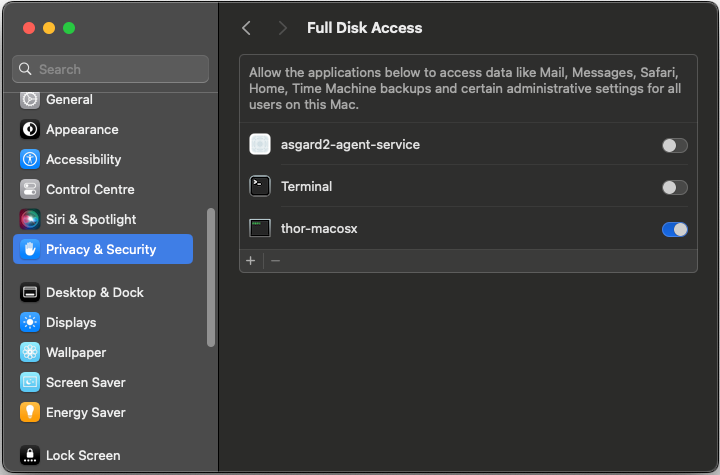 Full Disk Access
Search
General
Appearance
Accessibility
Control Centre
Siri & Spotlight
Privacy & Security
Desktop & Dock
Displays
Wallpaper
Screen Saver
Energy Saver
Lock Screen
Allow the applications below to access data like Mail, Messages, Safari,
Home, Time Machine backups and certain administrative settings for all
users on this Mac.
asgard2-agent-service
Terminal
thor-macosx